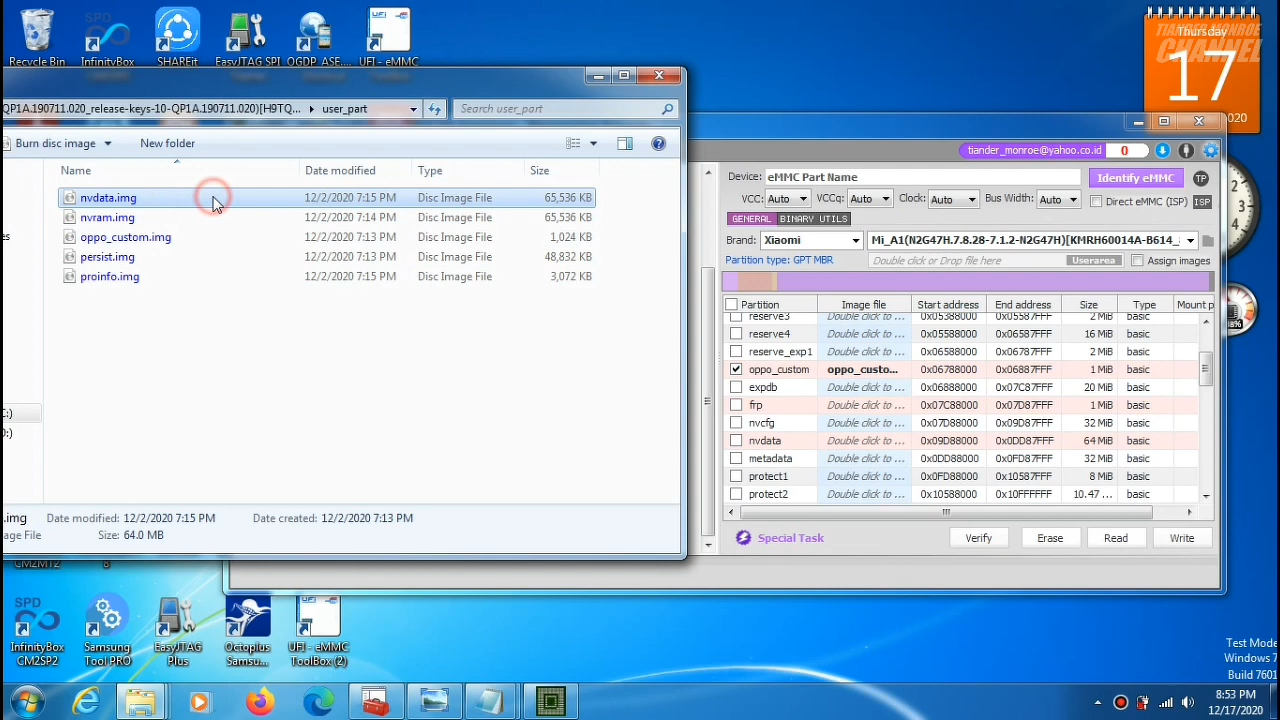 Recycle Bin
InfinityBox
SHAREit
EasyJTAG SPI
OGDP_ASE....
UFI - eMMC
TIANDER MONROE
CHANNEL
Thursday
17
QP1A.190711.020_release-keys-10-QP1A.190711.020)[H9TQ... user_part
Search user_part
Burn disc image New folder
Name Date modified Type Size
nvdata.img 12/2/2020 7:15 PM Disc Image File 65,536 KB
nvram.img 12/2/2020 7:14 PM Disc Image File 65,536 KB
oppo_custom.img 12/2/2020 7:13 PM Disc Image File 1,024 KB
persist.img 12/2/2020 7:13 PM Disc Image File 48,832 KB
proinfo.img 12/2/2020 7:15 PM Disc Image File 3,072 KB
.img Date modified: 12/2/2020 7:15 PM Date created: 12/2/2020 7:13 PM
age File Size: 64.0 MB
tiander_monroe@yahoo.co.id 0
Device: eMMC Part Name Identify eMMC TP
VCC: Auto VCCq: Auto Clock: Auto Bus Width: Auto Direct eMMC (ISP) ISP
GENERAL BINARY UTILS
Brand: Xiaomi Mi_A1(N2G47H.7.8.28-7.1.2-N2G47H)[KMRH60014A-B614_
Partition type: GPT MBR Double click or Drop file here Userarea Assign images
Partition Image file Start address End address Size Type Mount p
reserve3 Double click to ... 0x05388000 0x05587FFF 2 MiB basic
reserve4 Double click to ... 0x05588000 0x06587FFF 16 MiB basic
reserve_exp1 Double click to ... 0x06588000 0x06787FFF 2 MiB basic
oppo_custom oppo_custo... 0x06788000 0x06887FFF 1 MiB basic
expdb Double click to ... 0x06888000 0x07C87FFF 20 MiB basic
frp Double click to ... 0x07C88000 0x07D87FFF 1 MiB basic
nvcfg Double click to ... 0x07D88000 0x09D87FFF 32 MiB basic
nvdata Double click to ... 0x09D88000 0x0DD87FFF 64 MiB basic
metadata Double click to ... 0x0DD88000 0x0FD87FFF 32 MiB basic
protect1 Double click to ... 0x0FD88000 0x10587FFF 8 MiB basic
protect2 Double click to ... 0x10588000 0x10FFFFFF 10.47 ... basic
Special Task Verify Erase Read Write
InfinityBox
CM2SP2
Samsung
Tool PRO
EasyJTAG
Plus
Octoplus
Samsu...
UFI - eMMC
ToolBox (2)
Test Mode
Windows 7
Build 7601
8:53 PM
12/17/2020